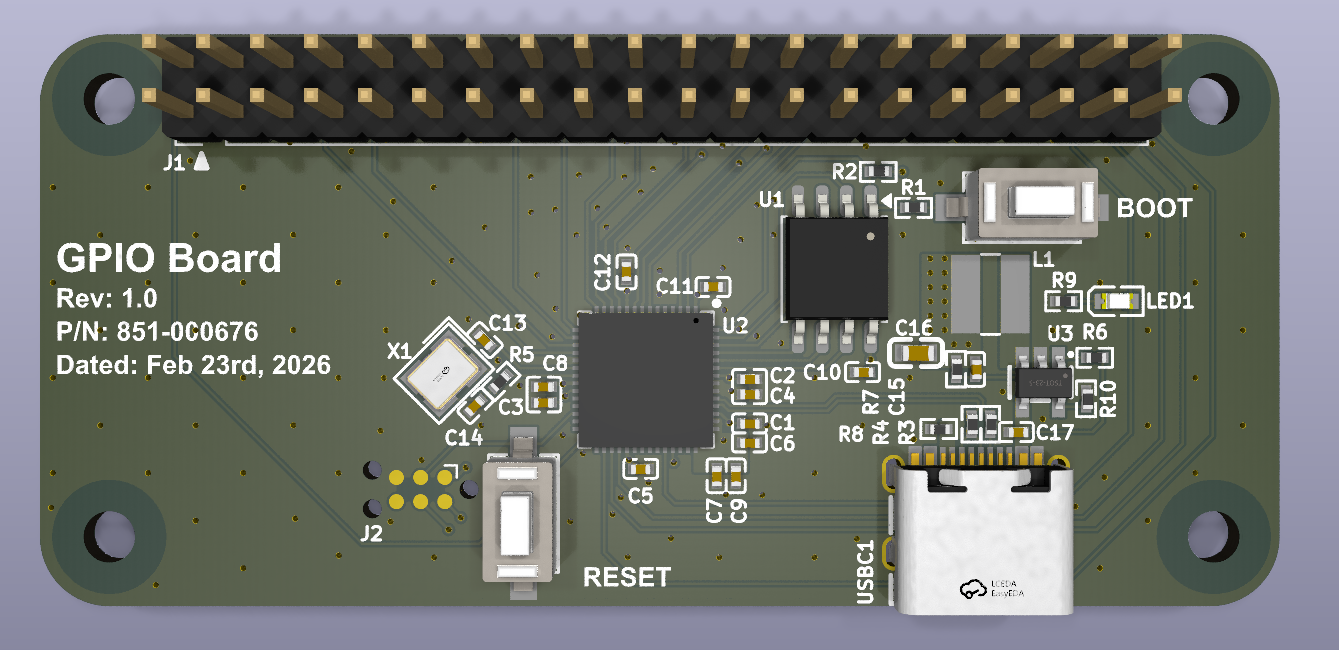 J1
R2
R1
U1
BOOT
GPIO Board
L1
C12
R9
C11
Rev: 1.0
LED1
U2
P/N: 851-000676
C13
C16
U3
R6
X1
R5
Dated: Feb 23rd, 2026
C8
C10
C2
C4
C3
R7
C15
R10
C14
C1
C6
R8
R4
R3
C17
C5
C7
C9
J2
RESET
USBC1
LCEDA
EasyEDA